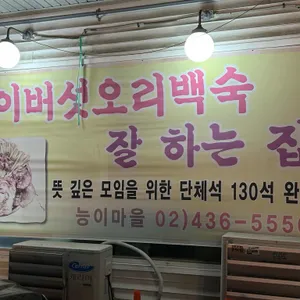 이버섯오리백숙
잘 하는 집
뜻 깊은 모임을 위한 단체석 130석 완
능이마을 02)436-555